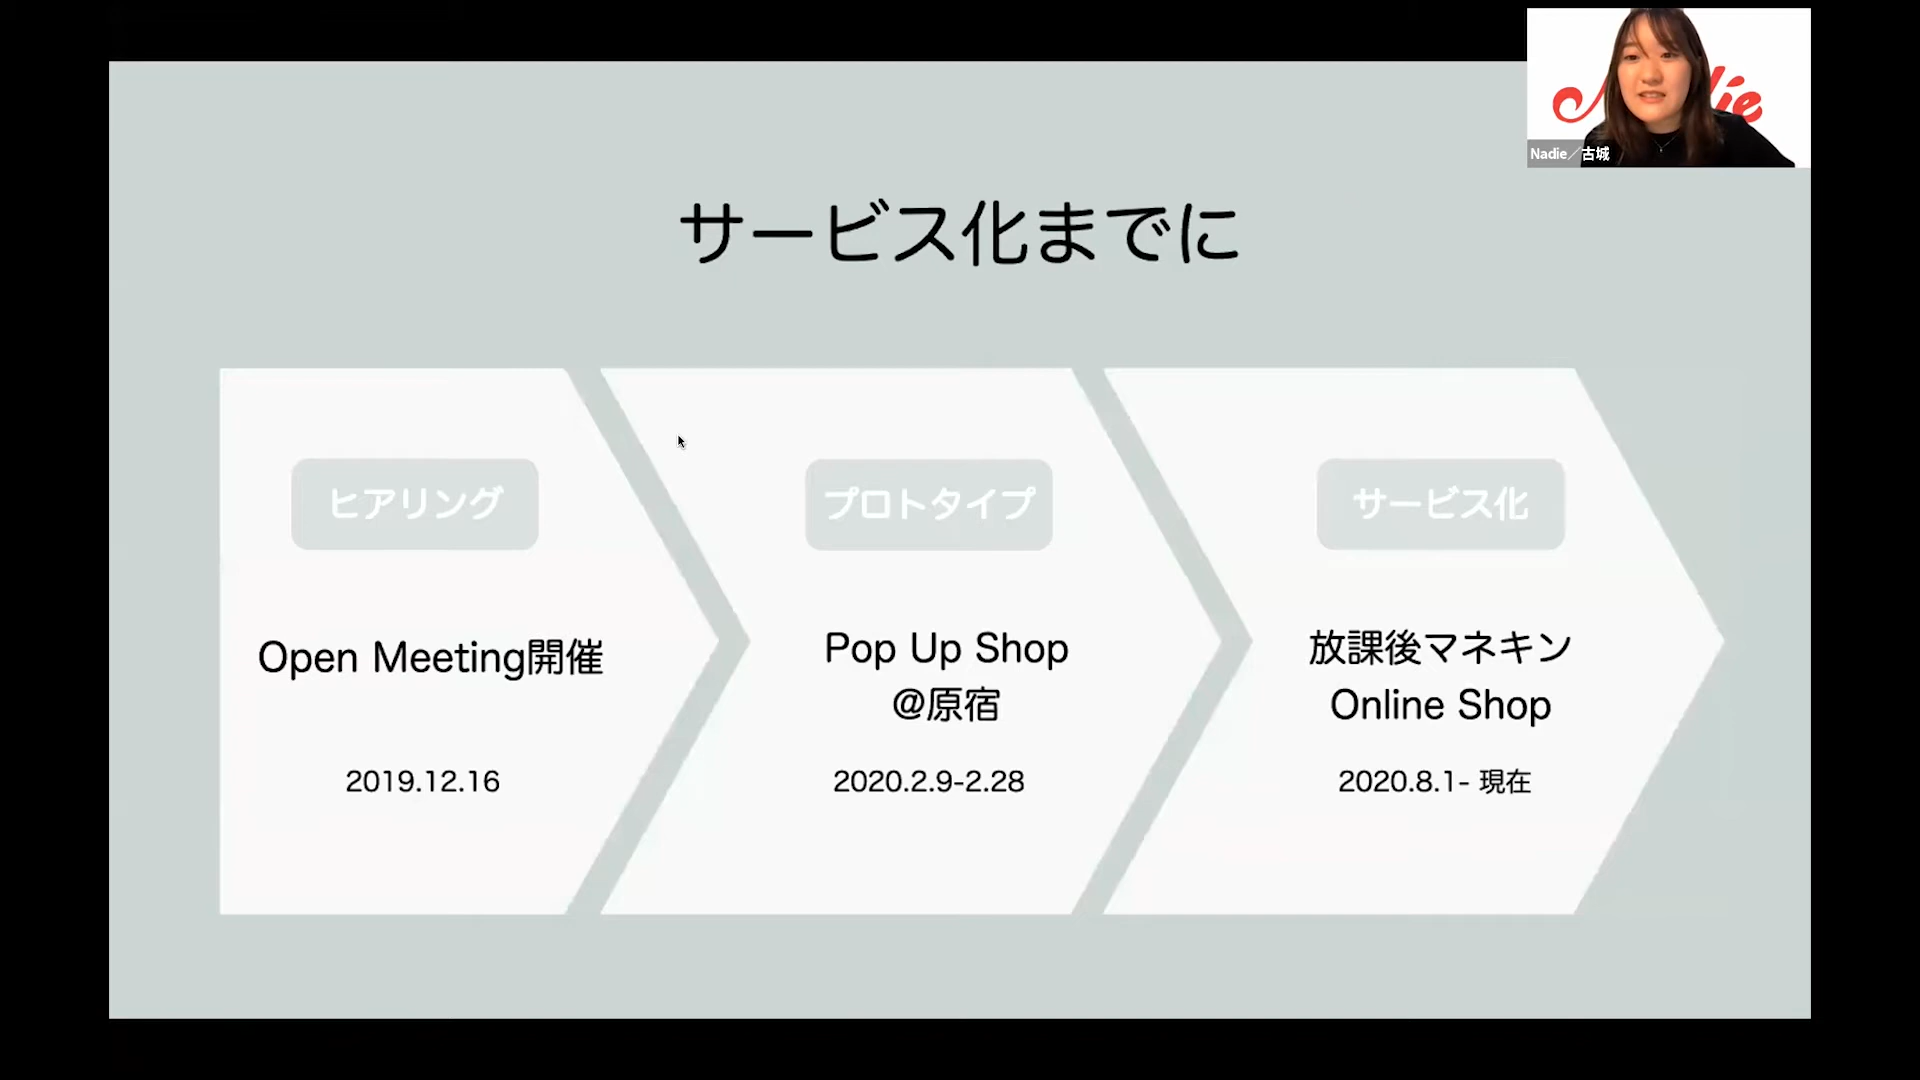 サービス化までに
Nadie／古城
ヒアリング
Open Meeting開催
2019.12.16
プロトタイプ
Pop Up Shop
@原宿
2020.2.9-2.28
サービス化
放課後マネキン
Online Shop
2020.8.1- 現在